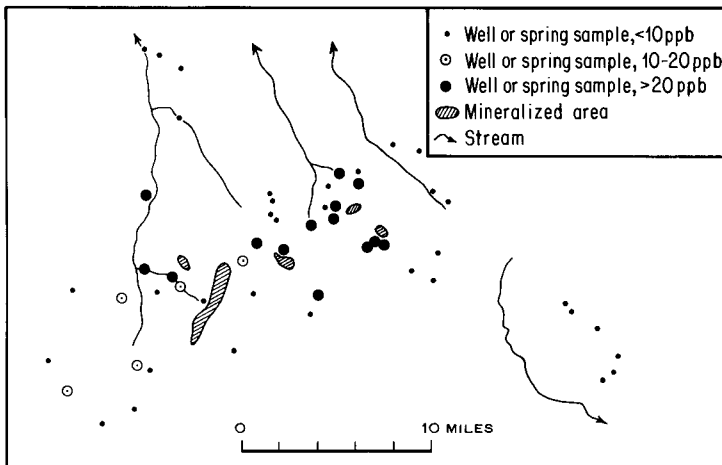 Well or spring sample,<10ppb
Well or spring sample, 10-20ppb
Well or spring sample, >20ppb
Mineralized area
Stream
0 10 MILES